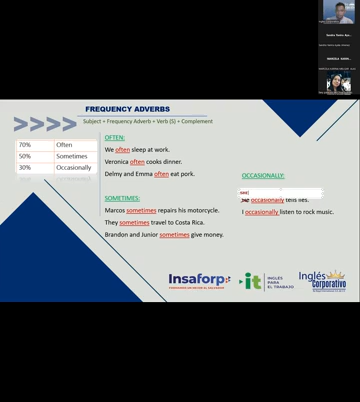 FREQUENCY ADVERBS
Subject + Frequency Adverb + Verb (S) + Complement
>>>>
70% Often
50% Sometimes
30% Occasionally
OFTEN:
We often sleep at work.
Veronica often cooks dinner.
Delmy and Emma often eat pork.
SOMETIMES:
Marcos sometimes repairs his motorcycle.
They sometimes travel to Costa Rica.
Brandon and Junior sometimes give money.
OCCASIONALLY:
occasionally tells lies.
I occasionally listen to rock music.
Insaforp
it
INGLÉS
PARA
EL TRABAJO
Inglés
Corporativo